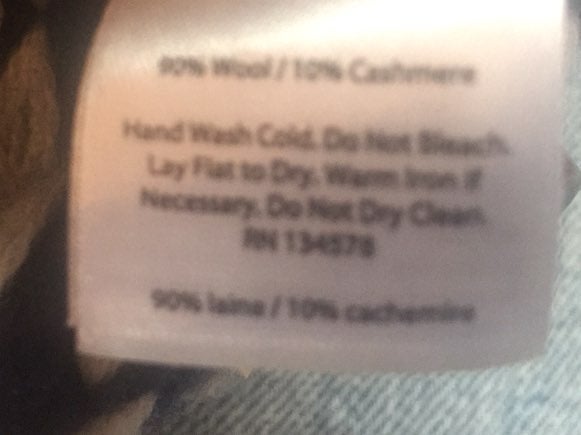 90% Wool / 10% Cashmere
Hand Wash Cold. Do Not Bleach.
Lay Flat to Dry. Warm Iron if
Necessary. Do Not Dry Clean.
RN 134578
90% laine / 10% cachemire